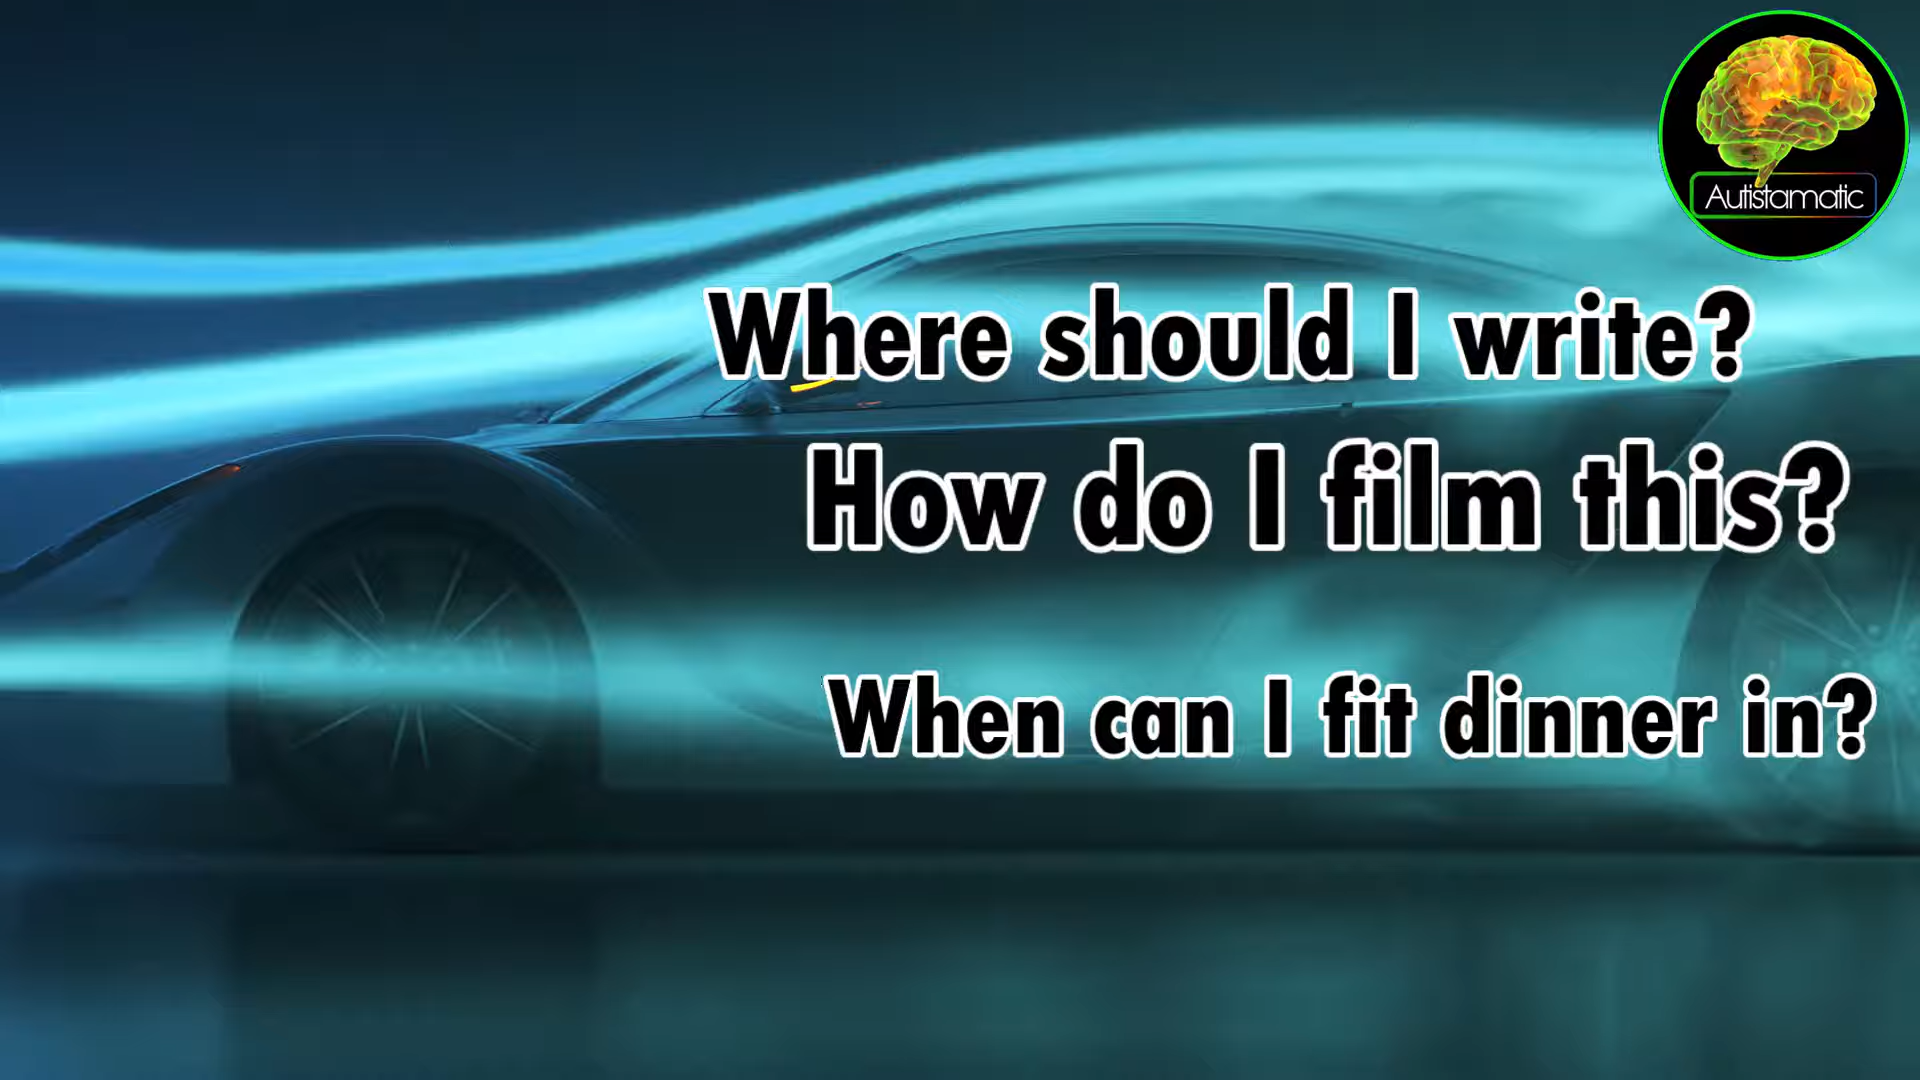 Autistamatic
Where should I write?
How do I film this?
When can I fit dinner in?